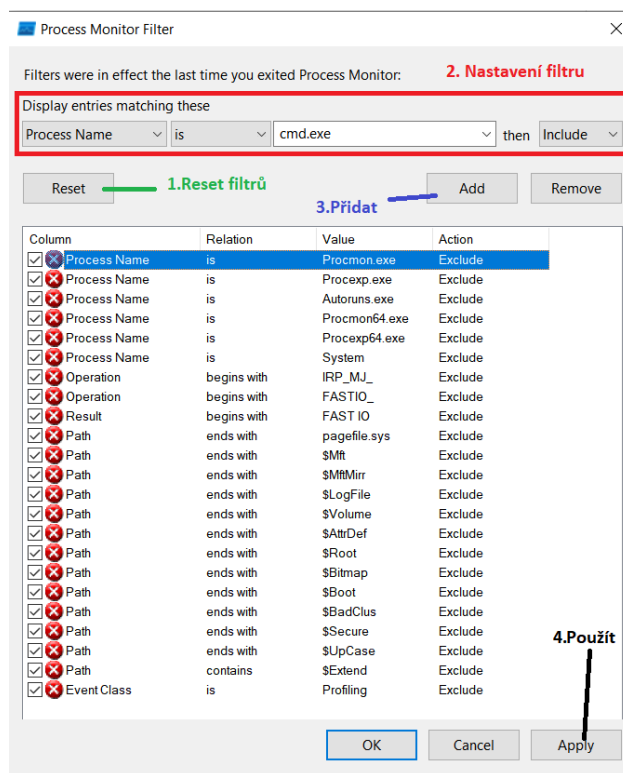 Process Monitor Filter
Filters were in effect the last time you exited Process Monitor:
2. Nastavení filtru
Display entries matching these
Process Name is cmd.exe then Include
Reset 1.Reset filtrů Add Remove
3.Přidat
Column Relation Value Action
Process Name is Procmon.exe Exclude
Process Name is Procexp.exe Exclude
Process Name is Autoruns.exe Exclude
Process Name is Procmon64.exe Exclude
Process Name is Procexp64.exe Exclude
Process Name is System Exclude
Operation begins with IRP_MJ_ Exclude
Operation begins with FASTIO_ Exclude
Result begins with FAST IO Exclude
Path ends with pagefile.sys Exclude
Path ends with $Mft Exclude
Path ends with $MftMirr Exclude
Path ends with $LogFile Exclude
Path ends with $Volume Exclude
Path ends with $AttrDef Exclude
Path ends with $Root Exclude
Path ends with $Bitmap Exclude
Path ends with $Boot Exclude
Path ends with $BadClus Exclude
Path ends with $Secure Exclude
Path ends with $UpCase Exclude
Path contains $Extend Exclude
Event Class is Profiling Exclude
4.Použít
OK Cancel Apply